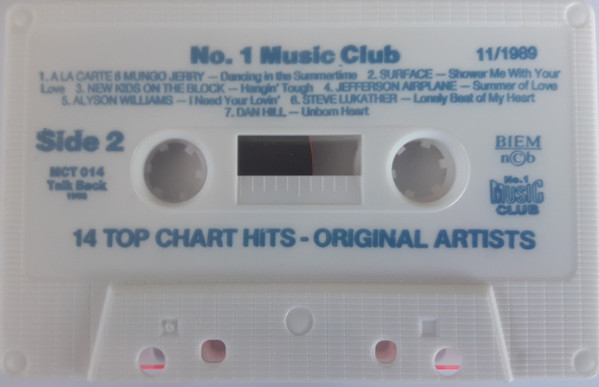 No. 1 Music Club 11/1989
1. A LA CARTE & MUNGO JERRY — Dancing in the Summertime 2. SURFACE — Shower Me With Your
Love 3. NEW KIDS ON THE BLOCK — Hangin' Tough 4. JEFFERSON AIRPLANE — Summer of Love
5. ALYSON WILLIAMS — I Need Your Lovin' 6. STEVE LUKATHER — Lonely Beat of My Heart
7. DAN HILL — Unborn Heart
Side 2
MCT 014
Talk Back
BIEM
n©b
No. 1
MUSIC
CLUB
14 TOP CHART HITS - ORIGINAL ARTISTS